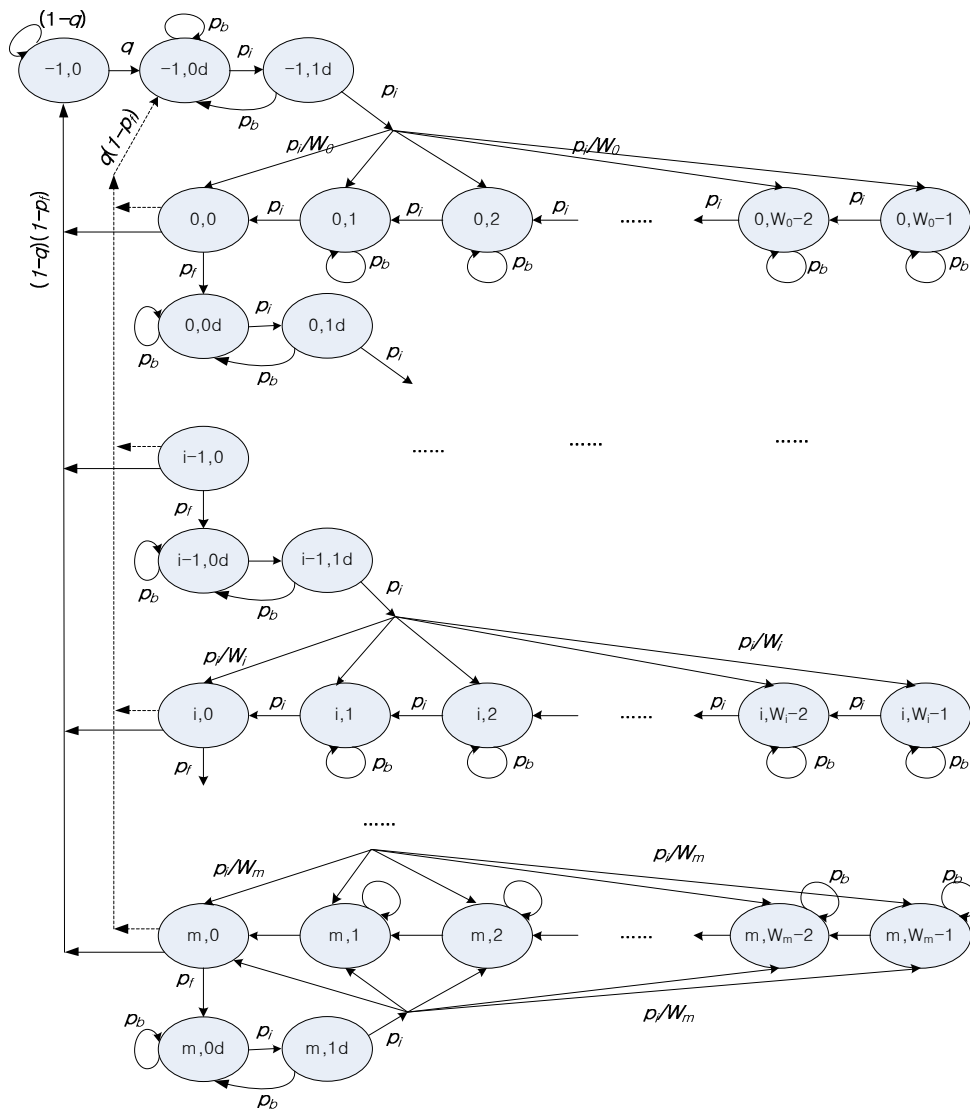 (1-q)
-1,0
q
p_b
-1,0d
p_i
-1,1d
p_b
p_i
q(1-p_i)
p_i/W_0
p_i/W_0
(1-q)(1-p_i)
0,0
p_i
0,1
p_i
0,2
p_i
......
p_i
0,W_0-2
p_i
0,W_0-1
p_b
p_b
p_b
p_b
p_f
0,0d
p_i
0,1d
p_b
p_b
p_i
......
......
......
i-1,0
p_f
i-1,0d
i-1,1d
p_b
p_b
p_i
p_i/W_i
p_i/W_i
i,0
p_i
i,1
p_i
i,2
......
p_i
i,W_i-2
p_i
i,W_i-1
p_b
p_b
p_b
p_b
p_f
......
p_i/W_m
p_i/W_m
p_b
p_b
m,0
m,1
m,2
......
m,W_m-2
m,W_m-1
p_f
p_i/W_m
p_b
m,0d
p_i
m,1d
p_i
p_b